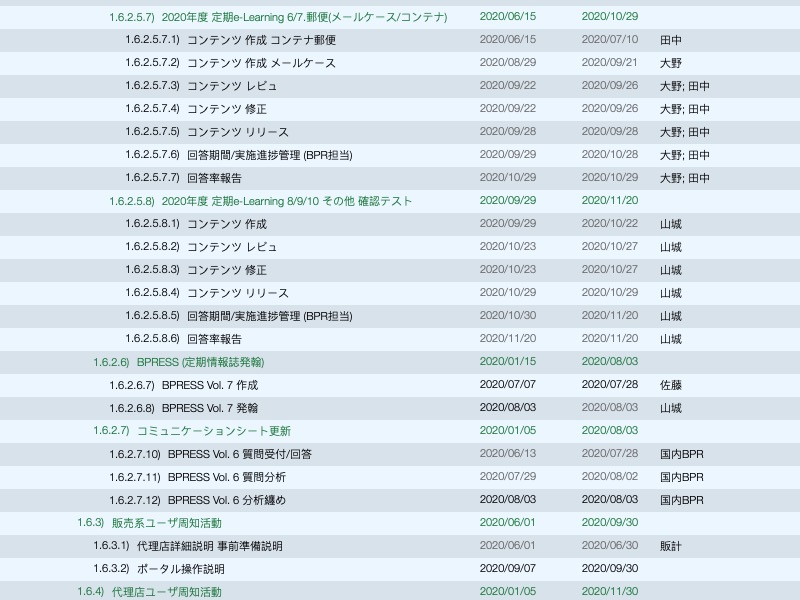 1.6.2.5.7) 2020年度 定期e-Learning 6/7.郵便(メールケース/コンテナ) 2020/06/15 2020/10/29
1.6.2.5.7.1) コンテンツ 作成 コンテナ郵便 2020/06/15 2020/07/10 田中
1.6.2.5.7.2) コンテンツ 作成 メールケース 2020/08/29 2020/09/21 大野
1.6.2.5.7.3) コンテンツ レビュ 2020/09/22 2020/09/26 大野; 田中
1.6.2.5.7.4) コンテンツ 修正 2020/09/22 2020/09/26 大野; 田中
1.6.2.5.7.5) コンテンツ リリース 2020/09/28 2020/09/28 大野; 田中
1.6.2.5.7.6) 回答期間/実施進捗管理 (BPR担当) 2020/09/29 2020/10/28 大野; 田中
1.6.2.5.7.7) 回答率報告 2020/10/29 2020/10/29 大野; 田中
1.6.2.5.8) 2020年度 定期e-Learning 8/9/10 その他 確認テスト 2020/09/29 2020/11/20
1.6.2.5.8.1) コンテンツ 作成 2020/09/29 2020/10/22 山城
1.6.2.5.8.2) コンテンツ レビュ 2020/10/23 2020/10/27 山城
1.6.2.5.8.3) コンテンツ 修正 2020/10/23 2020/10/27 山城
1.6.2.5.8.4) コンテンツ リリース 2020/10/29 2020/10/29 山城
1.6.2.5.8.5) 回答期間/実施進捗管理 (BPR担当) 2020/10/30 2020/11/20 山城
1.6.2.5.8.6) 回答率報告 2020/11/20 2020/11/20 山城
1.6.2.6) BPRESS (定期情報誌発翰) 2020/01/15 2020/08/03
1.6.2.6.7) BPRESS Vol. 7 作成 2020/07/07 2020/07/28 佐藤
1.6.2.6.8) BPRESS Vol. 7 発翰 2020/08/03 2020/08/03 山城
1.6.2.7) コミュニケーションシート更新 2020/01/05 2020/08/03
1.6.2.7.10) BPRESS Vol. 6 質問受付/回答 2020/06/13 2020/07/28 国内BPR
1.6.2.7.11) BPRESS Vol. 6 質問分析 2020/07/29 2020/08/02 国内BPR
1.6.2.7.12) BPRESS Vol. 6 分析纏め 2020/08/03 2020/08/03 国内BPR
1.6.3) 販売系ユーザ周知活動 2020/06/01 2020/09/30
1.6.3.1) 代理店詳細説明 事前準備説明 2020/06/01 2020/06/30 販計
1.6.3.2) ポータル操作説明 2020/09/07 2020/09/30
1.6.4) 代理店ユーザ周知活動 2020/01/05 2020/11/30